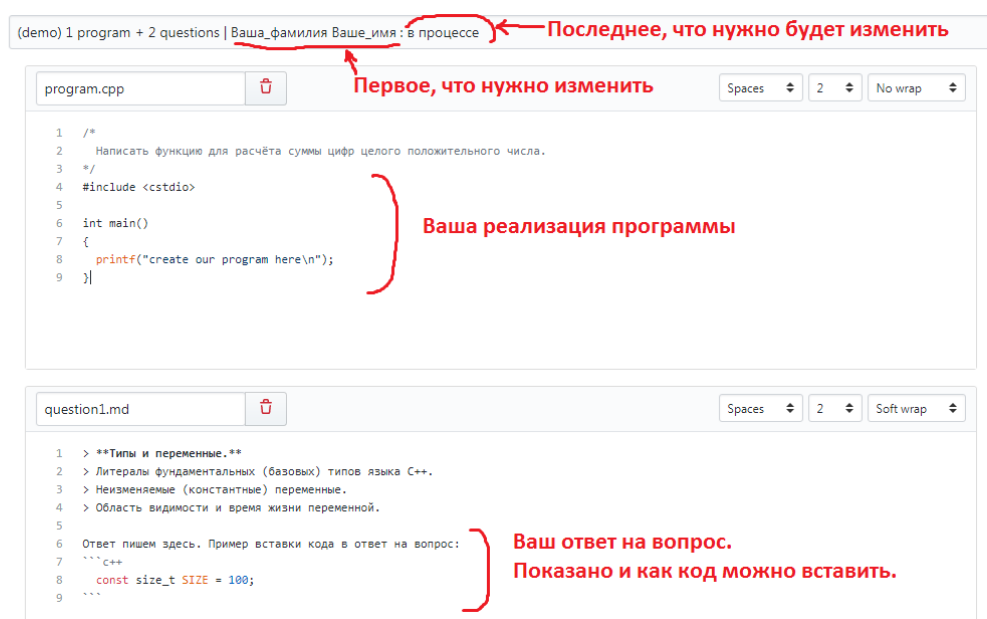 (demo) 1 program + 2 questions | Ваша_фамилия Ваше_имя : в процессе
Последнее, что нужно будет изменить
Первое, что нужно изменить
program.cpp
Spaces
2
No wrap
1 /*
2 Написать функцию для расчёта суммы цифр целого положительного числа.
3 */
4 #include <cstdio>
5
6 int main()
7 {
8 printf("create our program here\n");
9 }
Ваша реализация программы
question1.md
Spaces
2
Soft wrap
1 > **Типы и переменные.**
2 > Литералы фундаментальных (базовых) типов языка С++.
3 > Неизменяемые (константные) переменные.
4 > Область видимости и время жизни переменной.
5
6 Ответ пишем здесь. Пример вставки кода в ответ на вопрос:
7 ```c++
8 const size_t SIZE = 100;
9 ```
Ваш ответ на вопрос.
Показано и как код можно вставить.